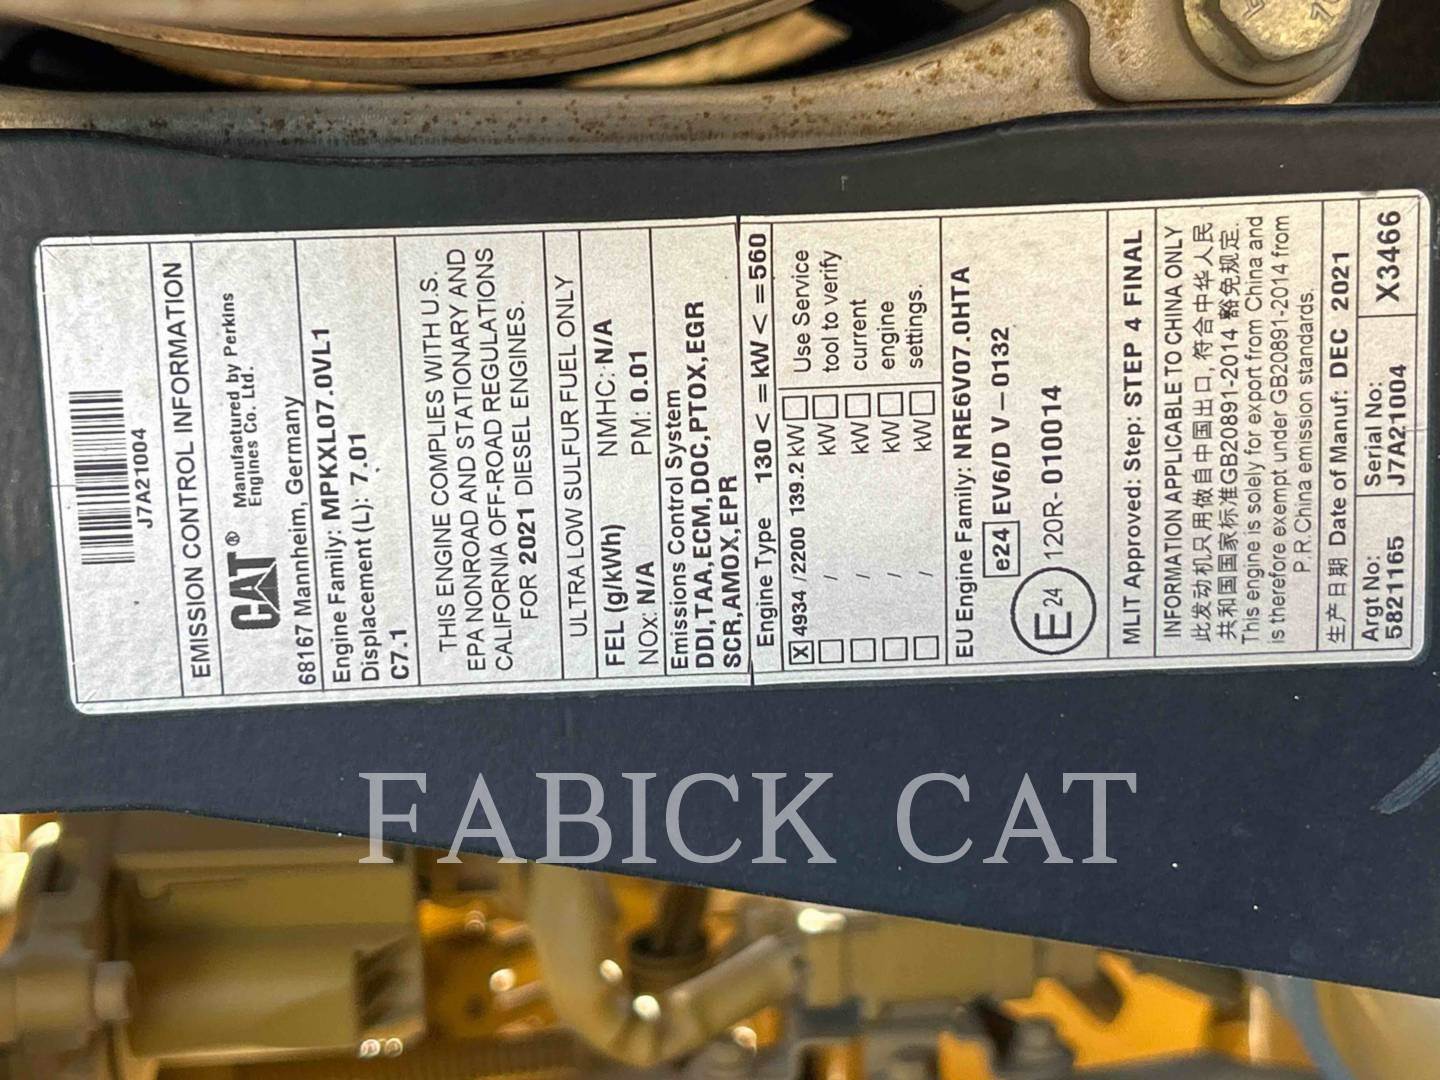 J7A21004
EMISSION CONTROL INFORMATION
CAT® Manufactured by Perkins
Engines Co. Ltd.
68167 Mannheim, Germany
Engine Family: MPKXL07.0VL1
Displacement (L): 7.01
C7.1
THIS ENGINE COMPLIES WITH U.S.
EPA NONROAD AND STATIONARY AND
CALIFORNIA OFF-ROAD REGULATIONS
FOR 2021 DIESEL ENGINES.
ULTRA LOW SULFUR FUEL ONLY
FEL (g/kWh) NMHC: N/A
NOx: N/A PM: 0.01
Emissions Control System
DDI,TAA,ECM,DOC,PTOX,EGR
SCR,AMOX,EPR
Engine Type 130 < = kW < = 560
X 4934 /2200 139.2 kW Use Service
/ kW tool to verify
/ kW current
/ kW engine
/ kW settings.
EU Engine Family: NRE6V07.0HTA
e24 EV6/D V – 0132
E24 120R- 010014
MLIT Approved: Step: STEP 4 FINAL
INFORMATION APPLICABLE TO CHINA ONLY
此发动机只用做自中国出口,符合中华人民
共和国国家标准GB20891-2014 豁免规定.
This engine is solely for export from China and
is therefore exempt under GB20891-2014 from
P.R.China emission standards.
生产日期 Date of Manuf: DEC 2021
Argt No: Serial No:
5821165 J7A21004 X3466
FABICK CAT